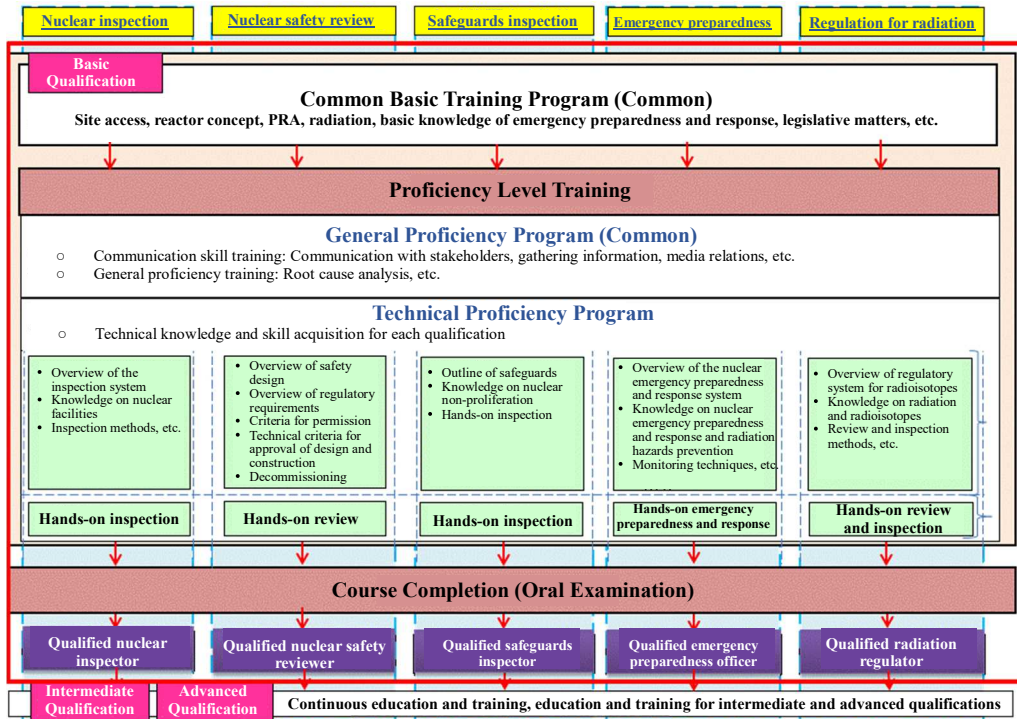 Nuclear inspection
Nuclear safety review
Safeguards inspection
Emergency preparedness
Regulation for radiation
Basic
Qualification
Common Basic Training Program (Common)
Site access, reactor concept, PRA, radiation, basic knowledge of emergency preparedness and response, legislative matters, etc.
Proficiency Level Training
General Proficiency Program (Common)
○ Communication skill training: Communication with stakeholders, gathering information, media relations, etc.
○ General proficiency training: Root cause analysis, etc.
Technical Proficiency Program
○ Technical knowledge and skill acquisition for each qualification
• Overview of the
inspection system
• Knowledge on nuclear
facilities
• Inspection methods, etc.
• Overview of safety
design
• Overview of regulatory
requirements
• Criteria for permission
• Technical criteria for
approval of design and
construction
• Decommissioning
• Outline of safeguards
• Knowledge on nuclear
non-proliferation
• Hands-on inspection
• Overview of the nuclear
emergency preparedness
and response system
• Knowledge on nuclear
emergency preparedness
and response and radiation
hazards prevention
• Monitoring techniques, etc.
• Overview of regulatory
system for radioisotopes
• Knowledge on radiation
and radioisotopes
• Review and inspection
methods, etc.
Hands-on inspection
Hands-on review
Hands-on inspection
Hands-on emergency
preparedness and response
Hands-on review
and inspection
Course Completion (Oral Examination)
Qualified nuclear
inspector
Qualified nuclear safety
reviewer
Qualified safeguards
inspector
Qualified emergency
preparedness officer
Qualified radiation
regulator
Intermediate
Qualification
Advanced
Qualification
Continuous education and training, education and training for intermediate and advanced qualifications